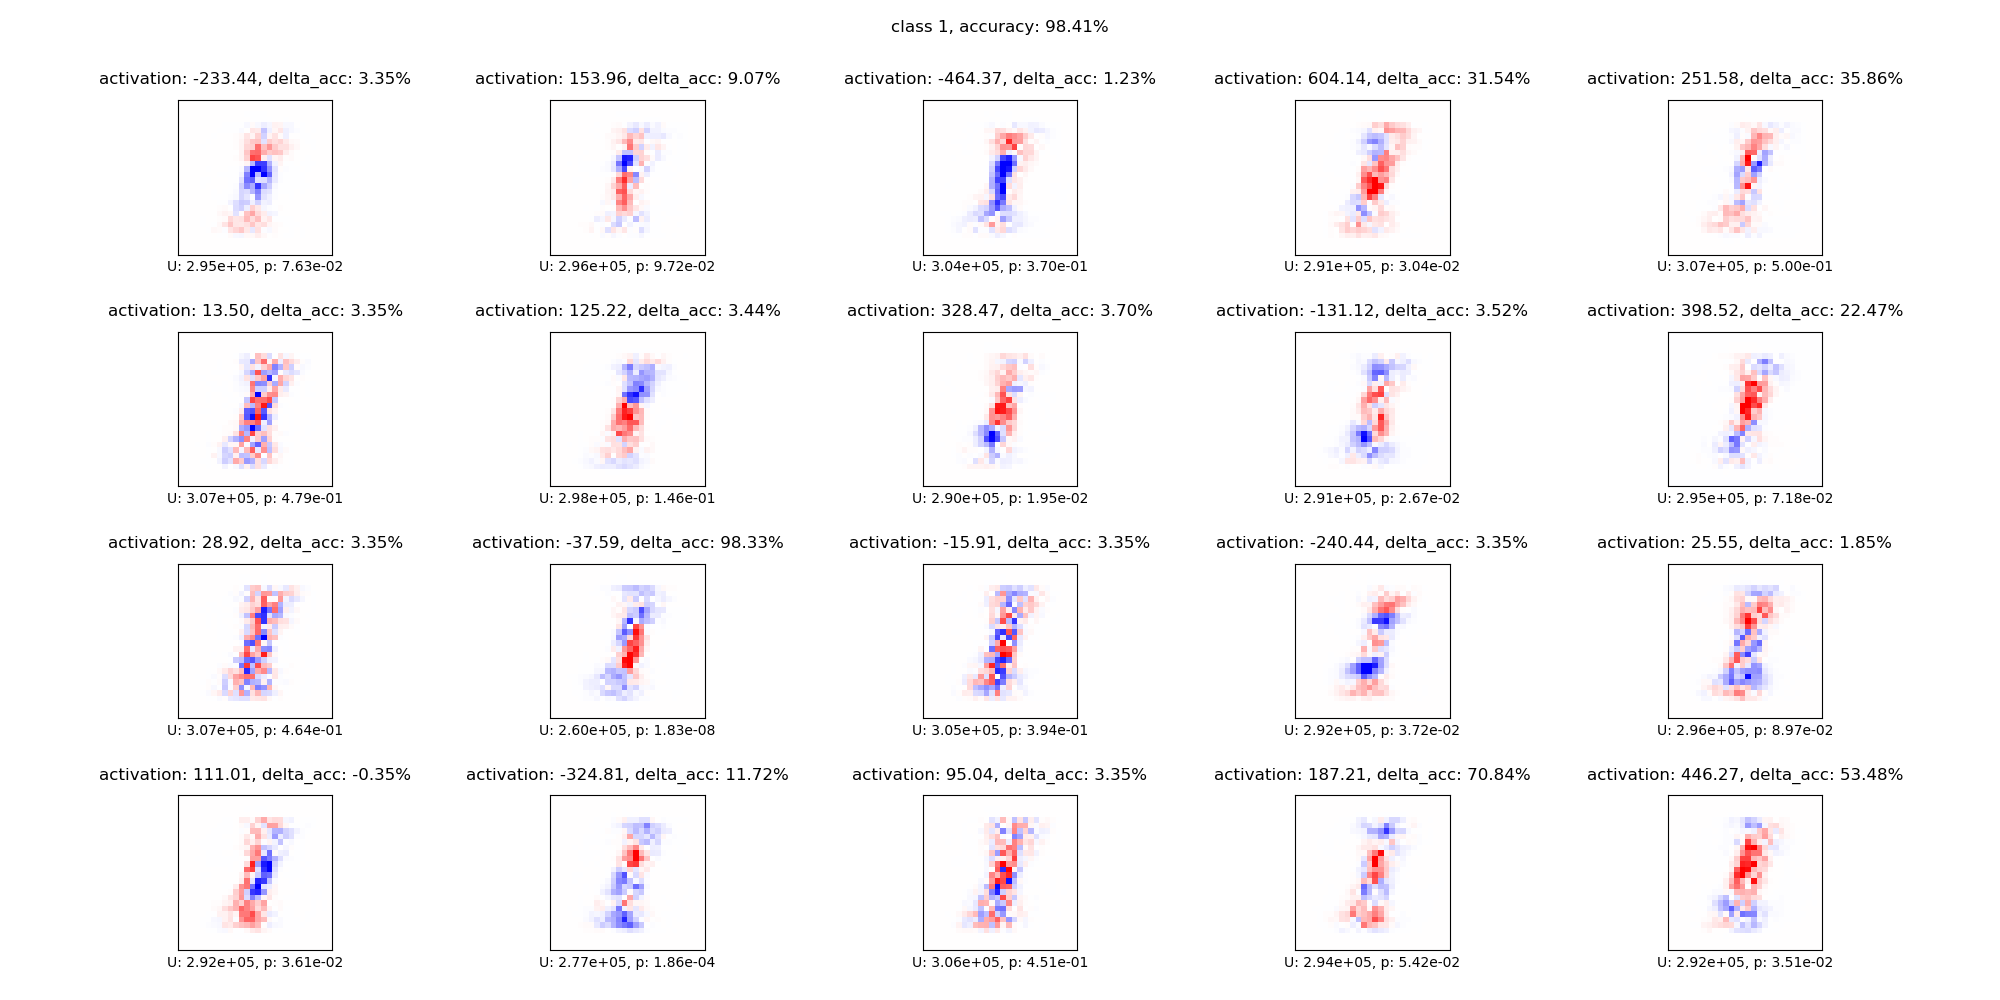 class 1, accuracy: 98.41%
activation: -233.44, delta_acc: 3.35%
activation: 153.96, delta_acc: 9.07%
activation: -464.37, delta_acc: 1.23%
activation: 604.14, delta_acc: 31.54%
activation: 251.58, delta_acc: 35.86%
U: 2.95e+05, p: 7.63e-02
U: 2.96e+05, p: 9.72e-02
U: 3.04e+05, p: 3.70e-01
U: 2.91e+05, p: 3.04e-02
U: 3.07e+05, p: 5.00e-01
activation: 13.50, delta_acc: 3.35%
activation: 125.22, delta_acc: 3.44%
activation: 328.47, delta_acc: 3.70%
activation: -131.12, delta_acc: 3.52%
activation: 398.52, delta_acc: 22.47%
U: 3.07e+05, p: 4.79e-01
U: 2.98e+05, p: 1.46e-01
U: 2.90e+05, p: 1.95e-02
U: 2.91e+05, p: 2.67e-02
U: 2.95e+05, p: 7.18e-02
activation: 28.92, delta_acc: 3.35%
activation: -37.59, delta_acc: 98.33%
activation: -15.91, delta_acc: 3.35%
activation: -240.44, delta_acc: 3.35%
activation: 25.55, delta_acc: 1.85%
U: 3.07e+05, p: 4.64e-01
U: 2.60e+05, p: 1.83e-08
U: 3.05e+05, p: 3.94e-01
U: 2.92e+05, p: 3.72e-02
U: 2.96e+05, p: 8.97e-02
activation: 111.01, delta_acc: -0.35%
activation: -324.81, delta_acc: 11.72%
activation: 95.04, delta_acc: 3.35%
activation: 187.21, delta_acc: 70.84%
activation: 446.27, delta_acc: 53.48%
U: 2.92e+05, p: 3.61e-02
U: 2.77e+05, p: 1.86e-04
U: 3.06e+05, p: 4.51e-01
U: 2.94e+05, p: 5.42e-02
U: 2.92e+05, p: 3.51e-02